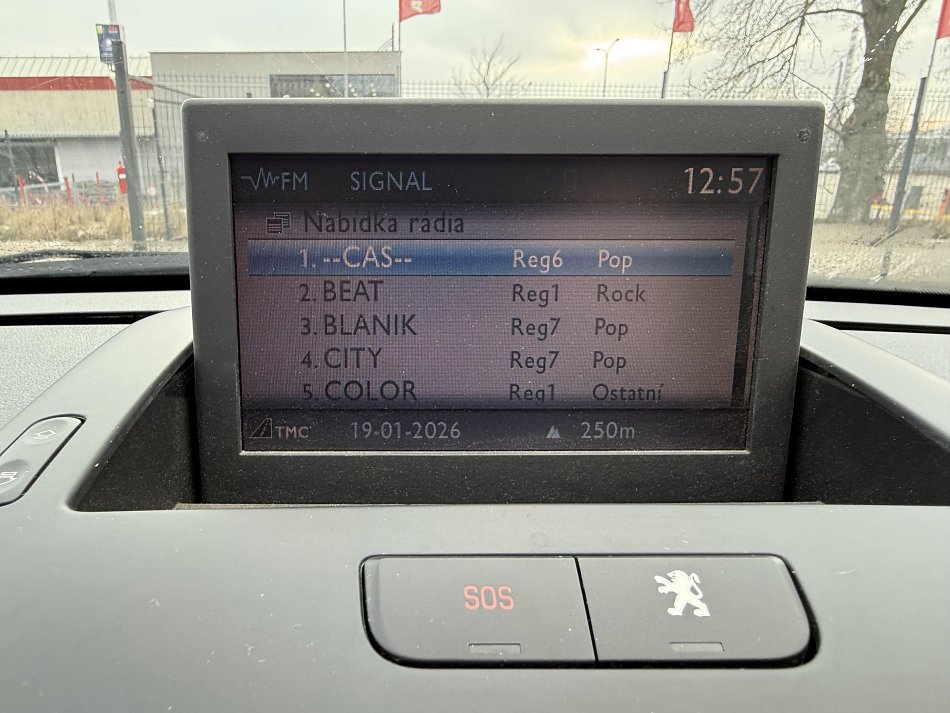 FM SIGNAL 12:57
Nabídka rádia
1. --CAS-- Reg6 Pop
2. BEAT Reg1 Rock
3. BLANIK Reg7 Pop
4. CITY Reg7 Pop
5. COLOR Reg1 Ostatní
TMC 19-01-2026 250m
SOS